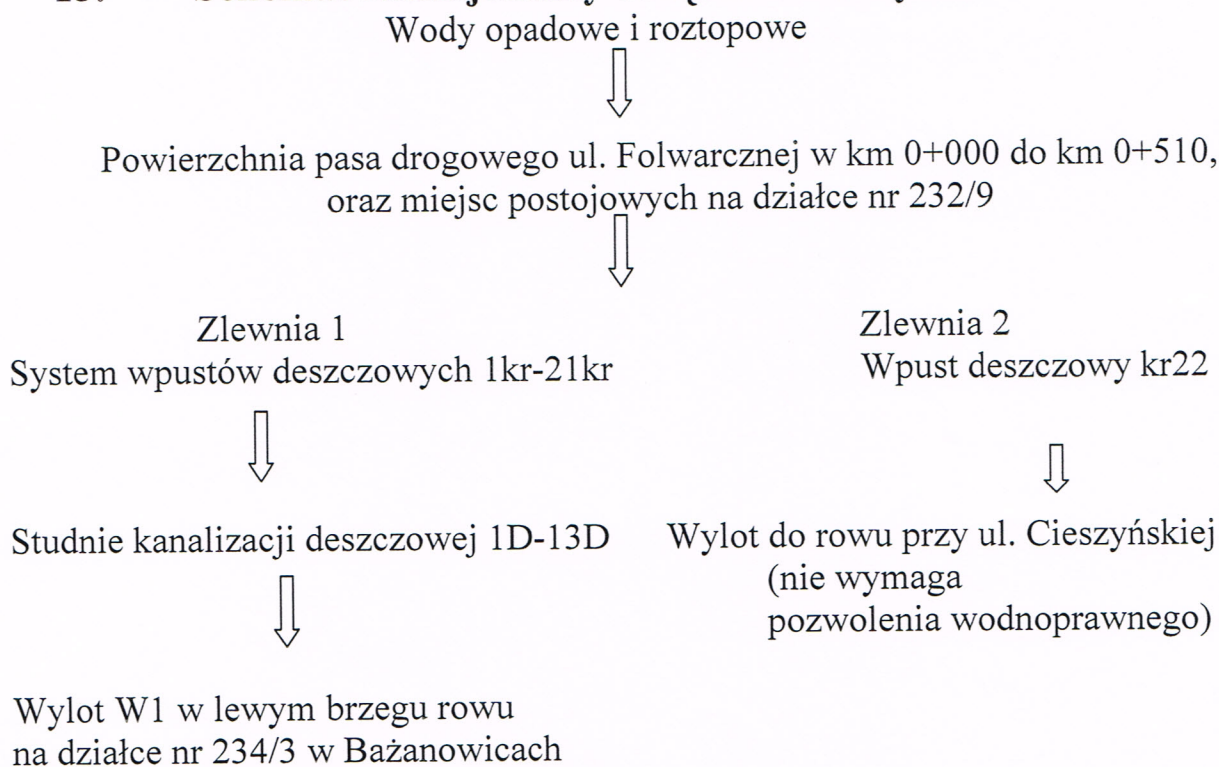 Wody opadowe i roztopowe
Powierzchnia pasa drogowego ul. Folwarcznej w km 0+000 do km 0+510,
oraz miejsc postojowych na działce nr 232/9
Zlewnia 1
System wpustów deszczowych 1kr-21kr
Studnie kanalizacji deszczowej 1D-13D
Wylot W1 w lewym brzegu rowu
na działce nr 234/3 w Bażanowicach
Zlewnia 2
Wpust deszczowy kr22
Wylot do rowu przy ul. Cieszyńskiej
(nie wymaga
pozwolenia wodnoprawnego)